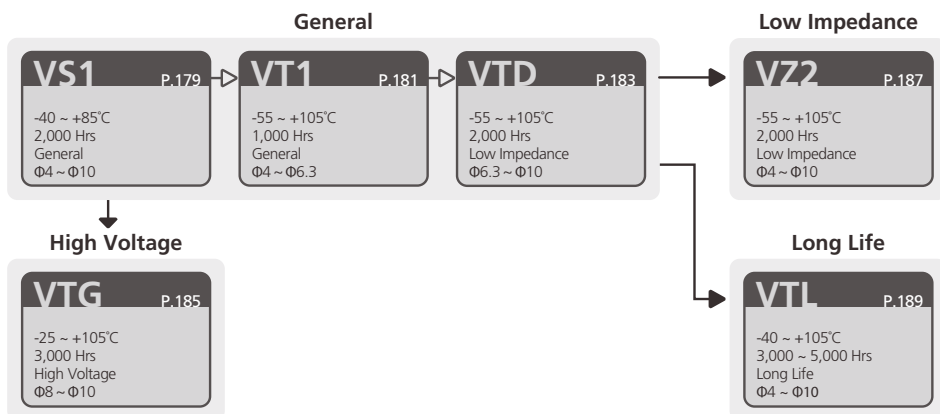 General
VS1 P.179
-40 ~ +85℃
2,000 Hrs
General
Φ4 ~ Φ10
VT1 P.181
-55 ~ +105℃
1,000 Hrs
General
Φ4 ~ Φ6.3
VTD P.183
-55 ~ +105℃
2,000 Hrs
Low Impedance
Φ6.3 ~ Φ10
Low Impedance
VZ2 P.187
-55 ~ +105℃
2,000 Hrs
Low Impedance
Φ4 ~ Φ10
High Voltage
VTG P.185
-25 ~ +105℃
3,000 Hrs
High Voltage
Φ8 ~ Φ10
Long Life
VTL P.189
-40 ~ +105℃
3,000 ~ 5,000 Hrs
Long Life
Φ4 ~ Φ10